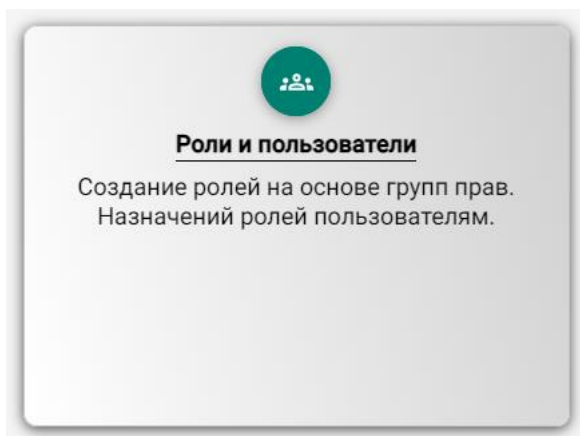 Роли и пользователи
Создание ролей на основе групп прав.
Назначений ролей пользователям.